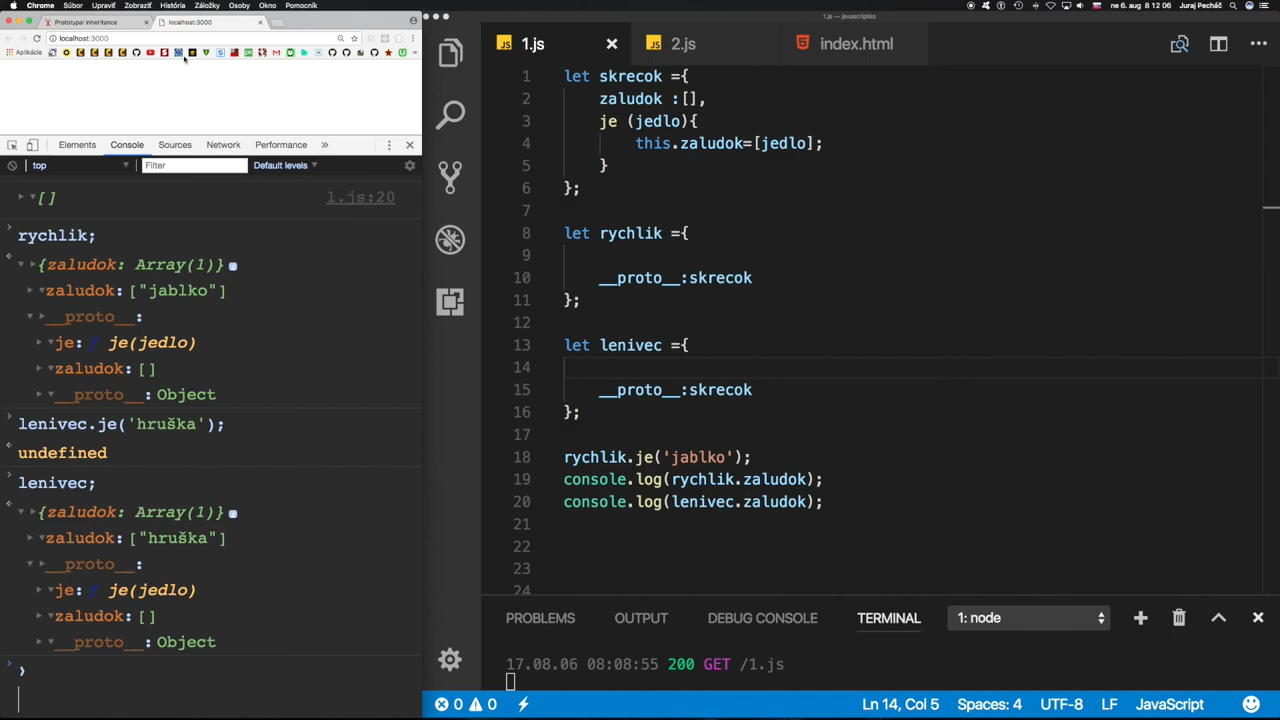 Chrome Súbor Upraviť Zobraziť História Záložky Osoby Okno Pomocník
ne 6. aug 8 12 06 Juraj Pecháč
Prototypal inheritance
localhost:3000
localhost:3000
Aplikácie
Elements Console Sources Network Performance »
top Filter Default levels
[] 1.js:20
rychlik;
{zaludok: Array(1)}
zaludok: ["jablko"]
__proto__:
je: f je(jedlo)
zaludok: []
__proto__: Object
lenivec.je('hruška');
undefined
lenivec;
{zaludok: Array(1)}
zaludok: ["hruška"]
__proto__:
je: f je(jedlo)
zaludok: []
__proto__: Object
1.js — javascriptko
1.js 2.js index.html
1 let skrecok ={
2 zaludok :[],
3 je (jedlo){
4 this.zaludok=[jedlo];
5 }
6 };
7
8 let rychlik ={
9
10 __proto__:skrecok
11 };
12
13 let lenivec ={
14
15 __proto__:skrecok
16 };
17
18 rychlik.je('jablko');
19 console.log(rychlik.zaludok);
20 console.log(lenivec.zaludok);
21
22
23
24
PROBLEMS OUTPUT DEBUG CONSOLE TERMINAL 1: node
17.08.06 08:08:55 200 GET /1.js
0 0 Ln 14, Col 5 Spaces: 4 UTF-8 LF JavaScript